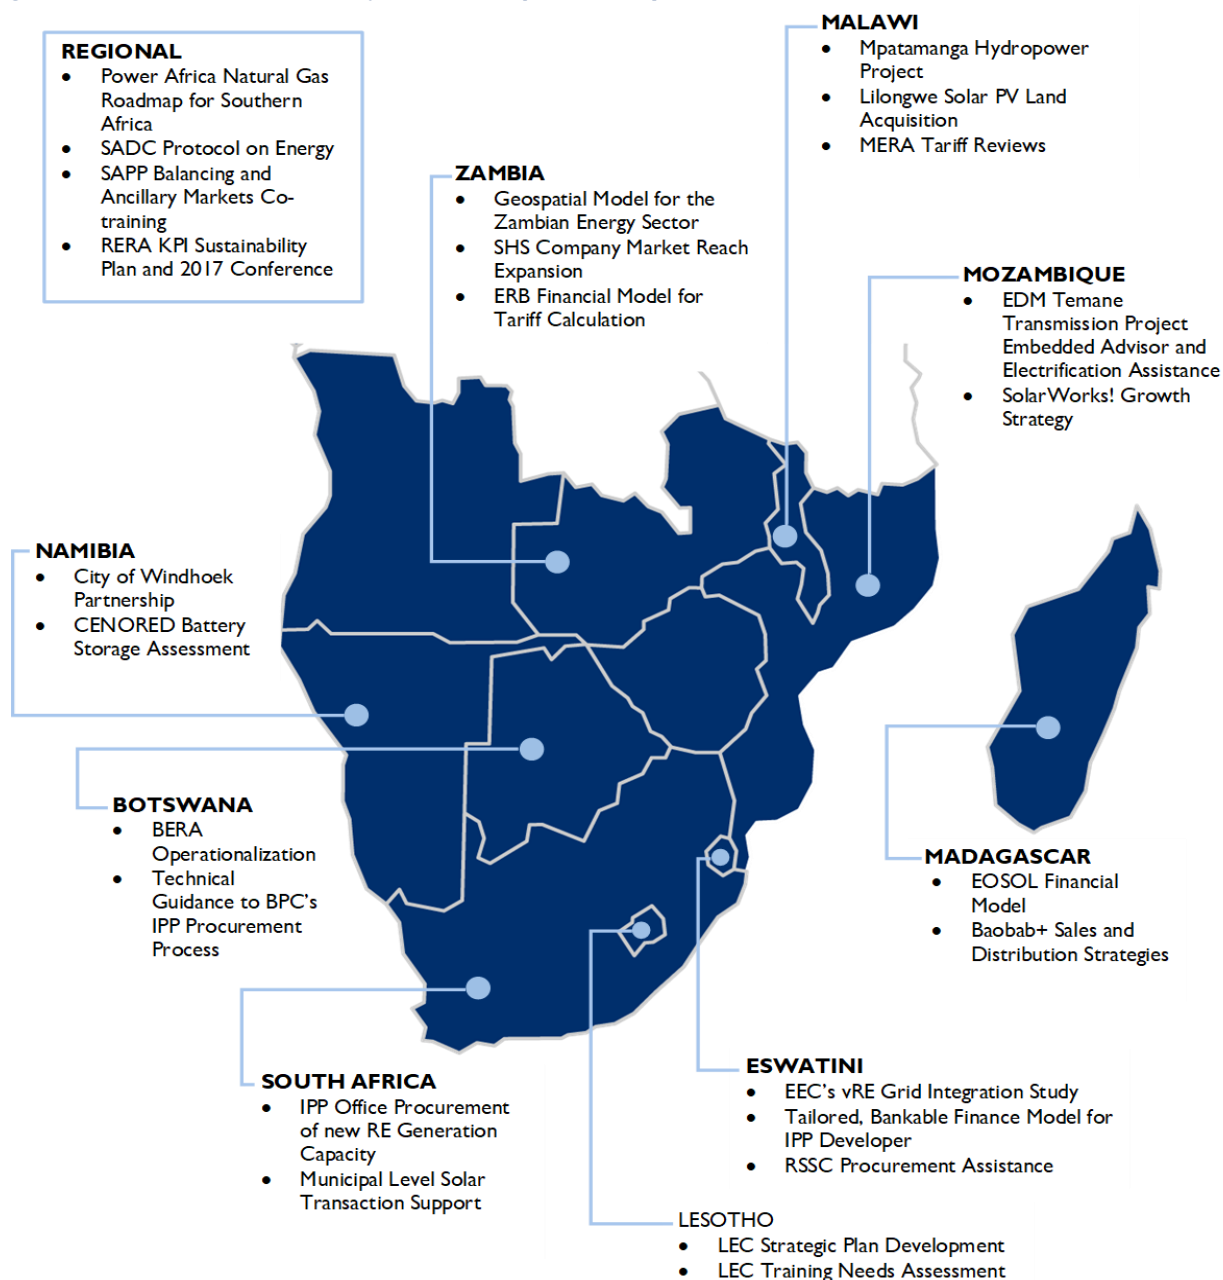 REGIONAL
• Power Africa Natural Gas
Roadmap for Southern
Africa
• SADC Protocol on Energy
• SAPP Balancing and
Ancillary Markets Co-
training
• RERA KPI Sustainability
Plan and 2017 Conference
MALAWI
• Mpatamanga Hydropower
Project
• Lilongwe Solar PV Land
Acquisition
• MERA Tariff Reviews
ZAMBIA
• Geospatial Model for the
Zambian Energy Sector
• SHS Company Market Reach
Expansion
• ERB Financial Model for
Tariff Calculation
MOZAMBIQUE
• EDM Temane
Transmission Project
Embedded Advisor and
Electrification Assistance
• SolarWorks! Growth
Strategy
NAMIBIA
• City of Windhoek
Partnership
• CENORED Battery
Storage Assessment
BOTSWANA
• BERA
Operationalization
• Technical
Guidance to BPC's
IPP Procurement
Process
MADAGASCAR
• EOSOL Financial
Model
• Baobab+ Sales and
Distribution Strategies
SOUTH AFRICA
• IPP Office Procurement
of new RE Generation
Capacity
• Municipal Level Solar
Transaction Support
ESWATINI
• EEC's vRE Grid Integration Study
• Tailored, Bankable Finance Model for
IPP Developer
• RSSC Procurement Assistance
LESOTHO
• LEC Strategic Plan Development
• LEC Training Needs Assessment